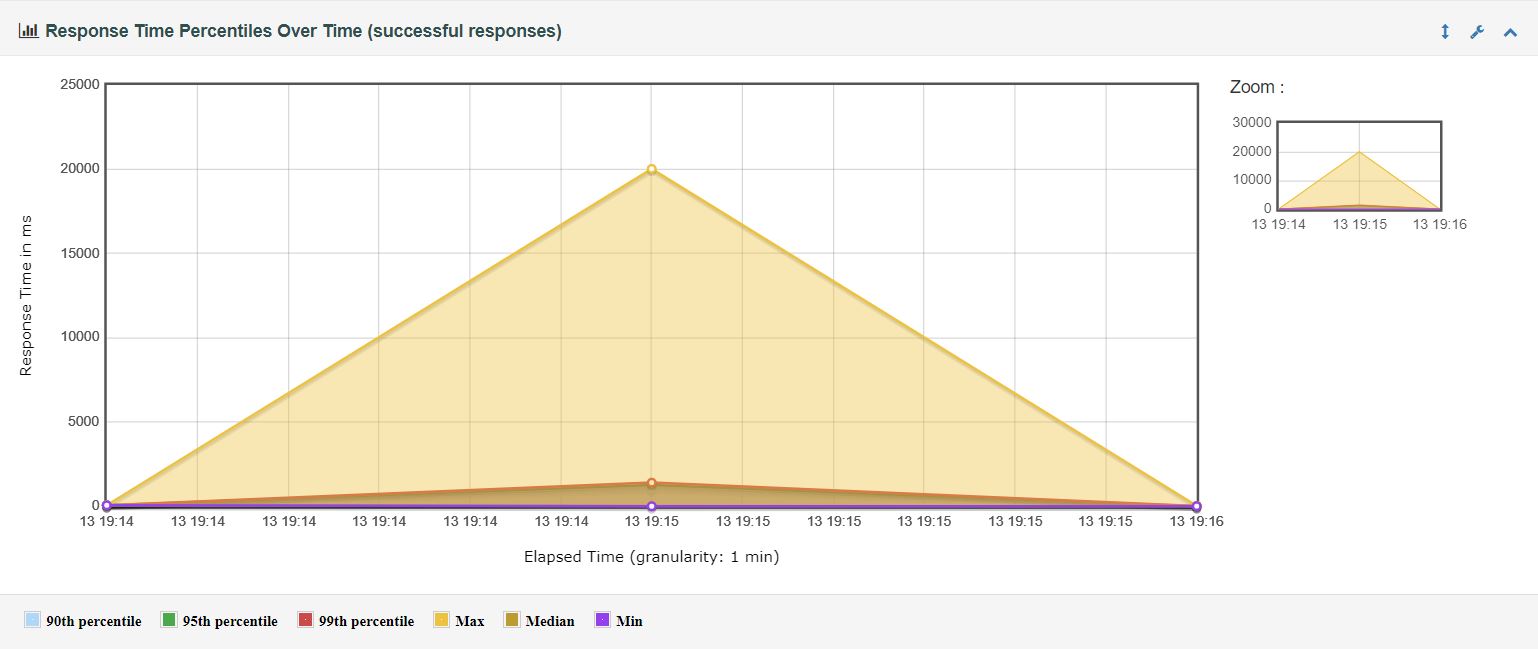 Response Time Percentiles Over Time (successful responses)
Zoom :
25000
20000
15000
10000
5000
0
Response Time in ms
13 19:14 13 19:14 13 19:14 13 19:14 13 19:14 13 19:14 13 19:15 13 19:15 13 19:15 13 19:15 13 19:15 13 19:15 13 19:16
Elapsed Time (granularity: 1 min)
30000
20000
10000
0
13 19:14 13 19:15 13 19:16
90th percentile 95th percentile 99th percentile Max Median Min